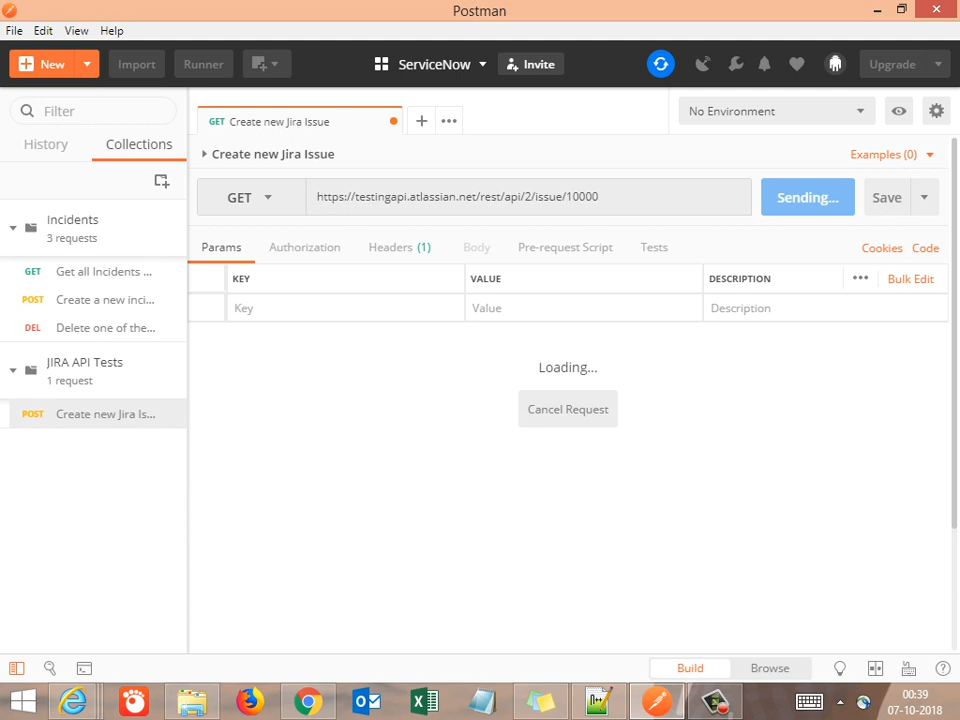 Postman
File Edit View Help
New Import Runner ServiceNow Invite Upgrade
Filter
History Collections
Incidents
3 requests
GET Get all Incidents ...
POST Create a new inci...
DEL Delete one of the...
JIRA API Tests
1 request
POST Create new Jira Is...
GET Create new Jira Issue
No Environment
Create new Jira Issue
Examples (0)
GET https://testingapi.atlassian.net/rest/api/2/issue/10000 Sending... Save
Params Authorization Headers (1) Body Pre-request Script Tests Cookies Code
KEY VALUE DESCRIPTION Bulk Edit
Key Value Description
Loading...
Cancel Request
Build Browse
00:39
07-10-2018